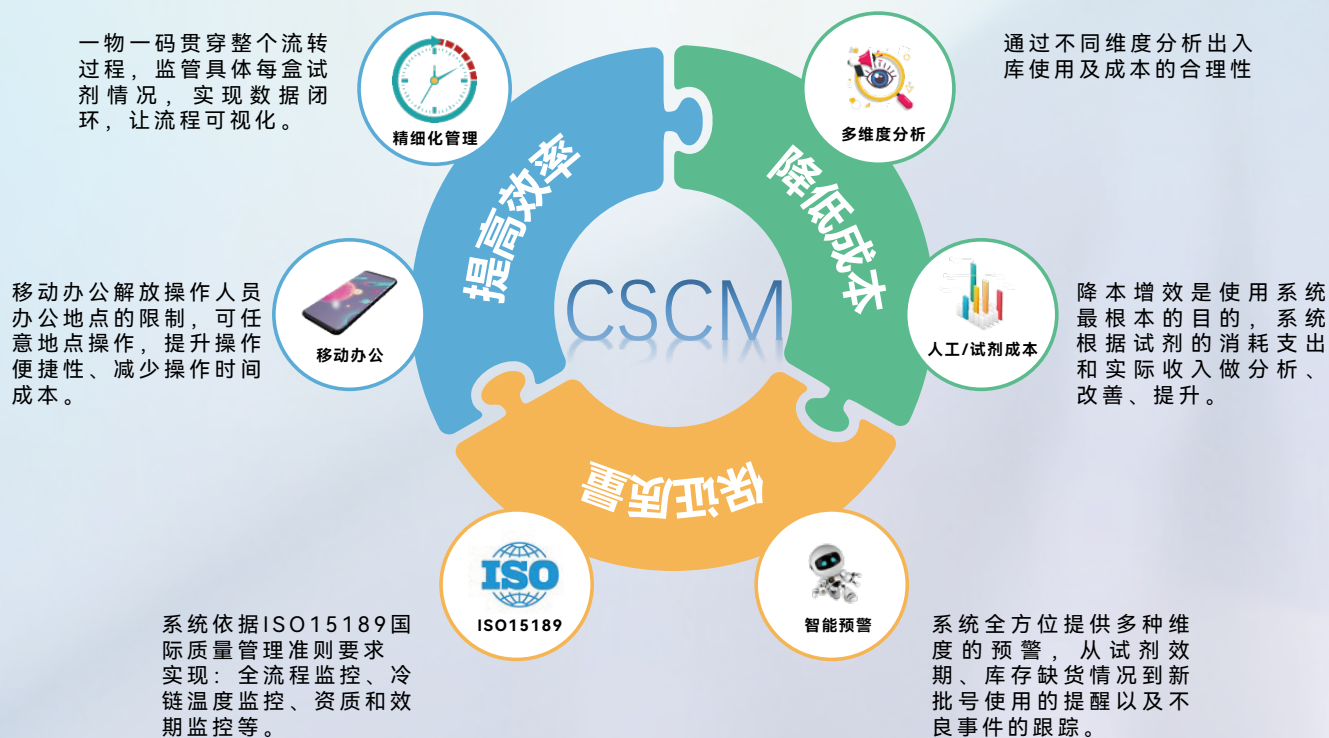 一物一码贯穿整个流转
过程，监管具体每盒试
剂情况，实现数据闭
环，让流程可视化。
精细化管理
通过不同维度分析出入
库使用及成本的合理性
多维度分析
提高效率
降低成本
CSCM
移动办公解放操作人员
办公地点的限制，可任
意地点操作，提升操作
便捷性、减少操作时间
成本。
移动办公
人工/试剂成本
降本增效是使用系统
最根本的目的，系统
根据试剂的消耗支出
和实际收入做分析、
改善、提升。
保证质量
ISO
ISO15189
系统依据ISO15189国
际质量管理准则要求
实现：全流程监控、冷
链温度监控、资质和效
期监控等。
智能预警
系统全方位提供多种维
度的预警，从试剂效
期、库存缺货情况到新
批号使用的提醒以及不
良事件的跟踪。